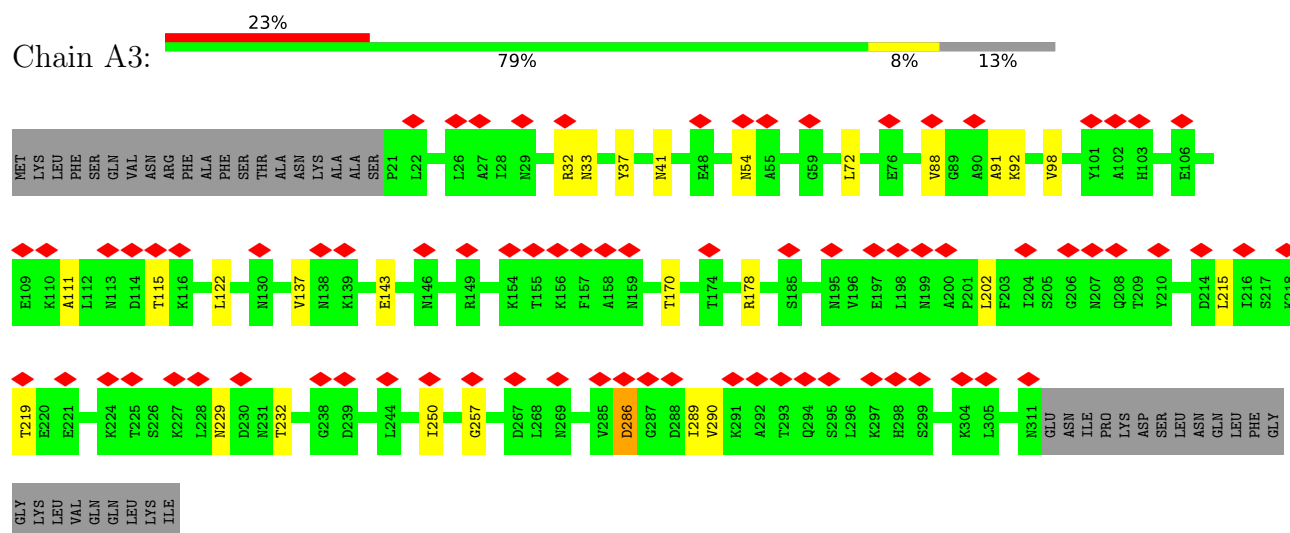 23%
Chain A3:
79% 8% 13%
MET LYS LEU PHE SER GLN VAL ASN ARG PHE ALA PHE SER THR ALA ASN LYS ALA ALA SER P21 L22 L26 A27 I28 N29 R32 N33 Y37 N41 E48 N54 A55 G59 L72 E76 V88 G89 A90 A91 K92 V98 Y101 A102 H103 E106
E109 K110 A111 L112 N113 D114 T115 K116 L122 N130 V137 N138 K139 E143 N146 R149 K154 T155 K156 F157 A158 N159 T170 T174 R178 S185 N195 V196 E197 L198 N199 A200 P201 L202 F203 I204 S205 G206 N207 Q208 T209 Y210 D214 L215 I216 S217 K218
T219 E220 E221 K224 T225 S226 K227 L228 N229 D230 N231 T232 G238 D239 L244 I250 G257 D267 L268 N269 V285 D286 G287 D288 I289 V290 K291 A292 T293 Q294 S295 L296 K297 H298 S299 K304 L305 N311 GLU ASN ILE PRO LYS ASP SER LEU ASN GLN LEU PHE GLY
GLY LYS LEU VAL GLN GLN LEU LYS ILE